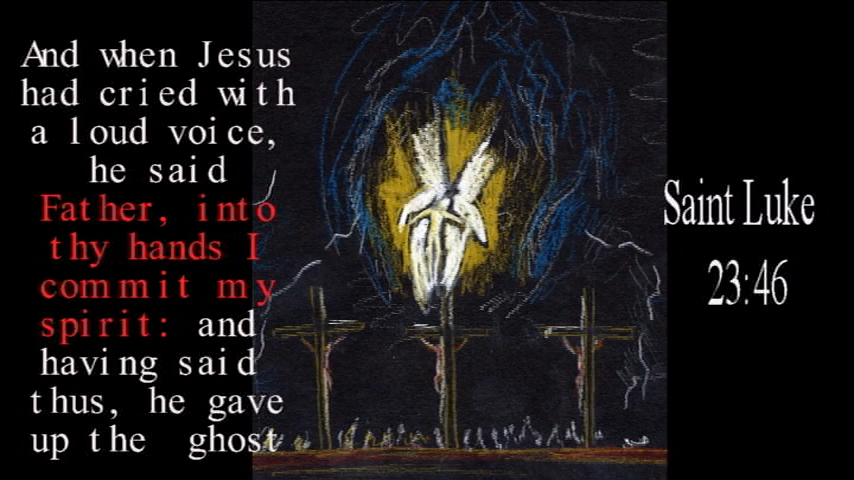 And when Jesus
had cried with
a loud voice,
he said
Father, into
thy hands I
commit my
spirit: and
having said
thus, he gave
up the ghost
Saint Luke
23:46